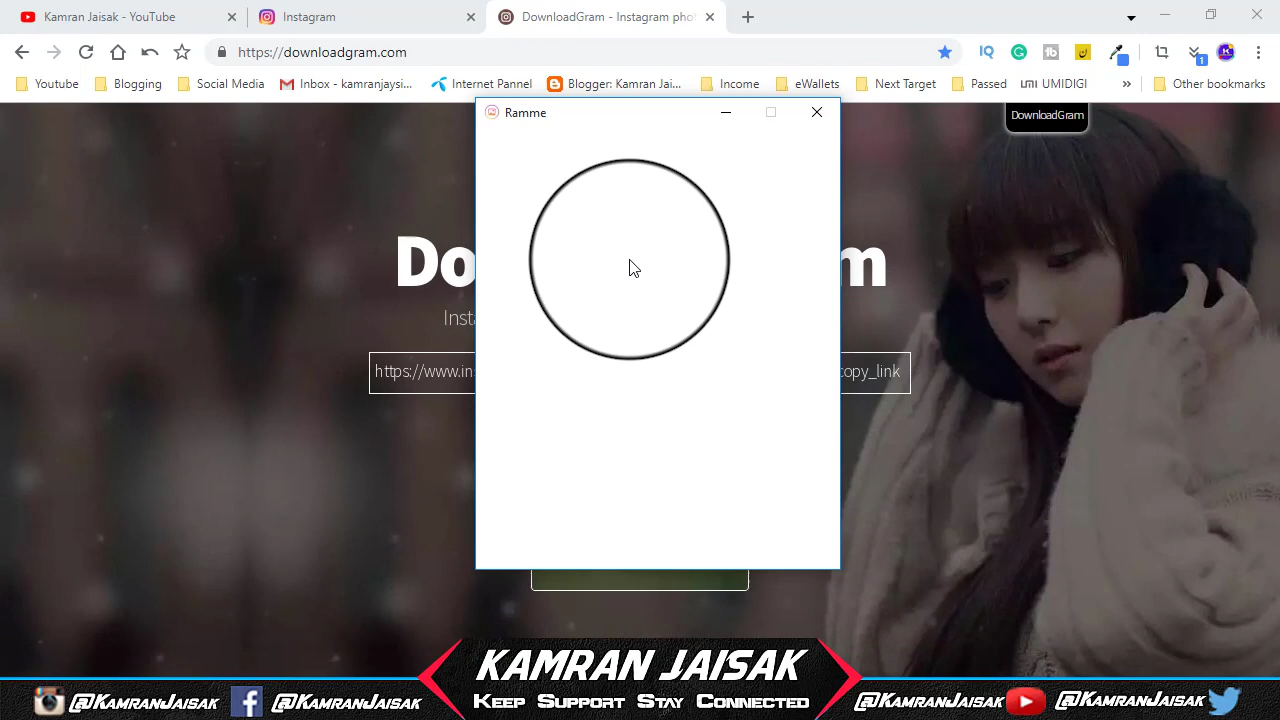 Kamran Jaisak - YouTube
Instagram
DownloadGram - Instagram phot
https://downloadgram.com
Youtube
Blogging
Social Media
Inbox - kamranjaysi...
Internet Panel
Blogger: Kamran Jai...
Income
eWallets
Next Target
Passed
UMIDIGI
Other bookmarks
Ramme
DownloadGram
Do
m
Insta
https://www.in
copy_link
KAMRAN JAISAK
Keep Support Stay Connected
@KamranJaisak
@KamranJaisak
@KamranJaisak
@KamranJaisak